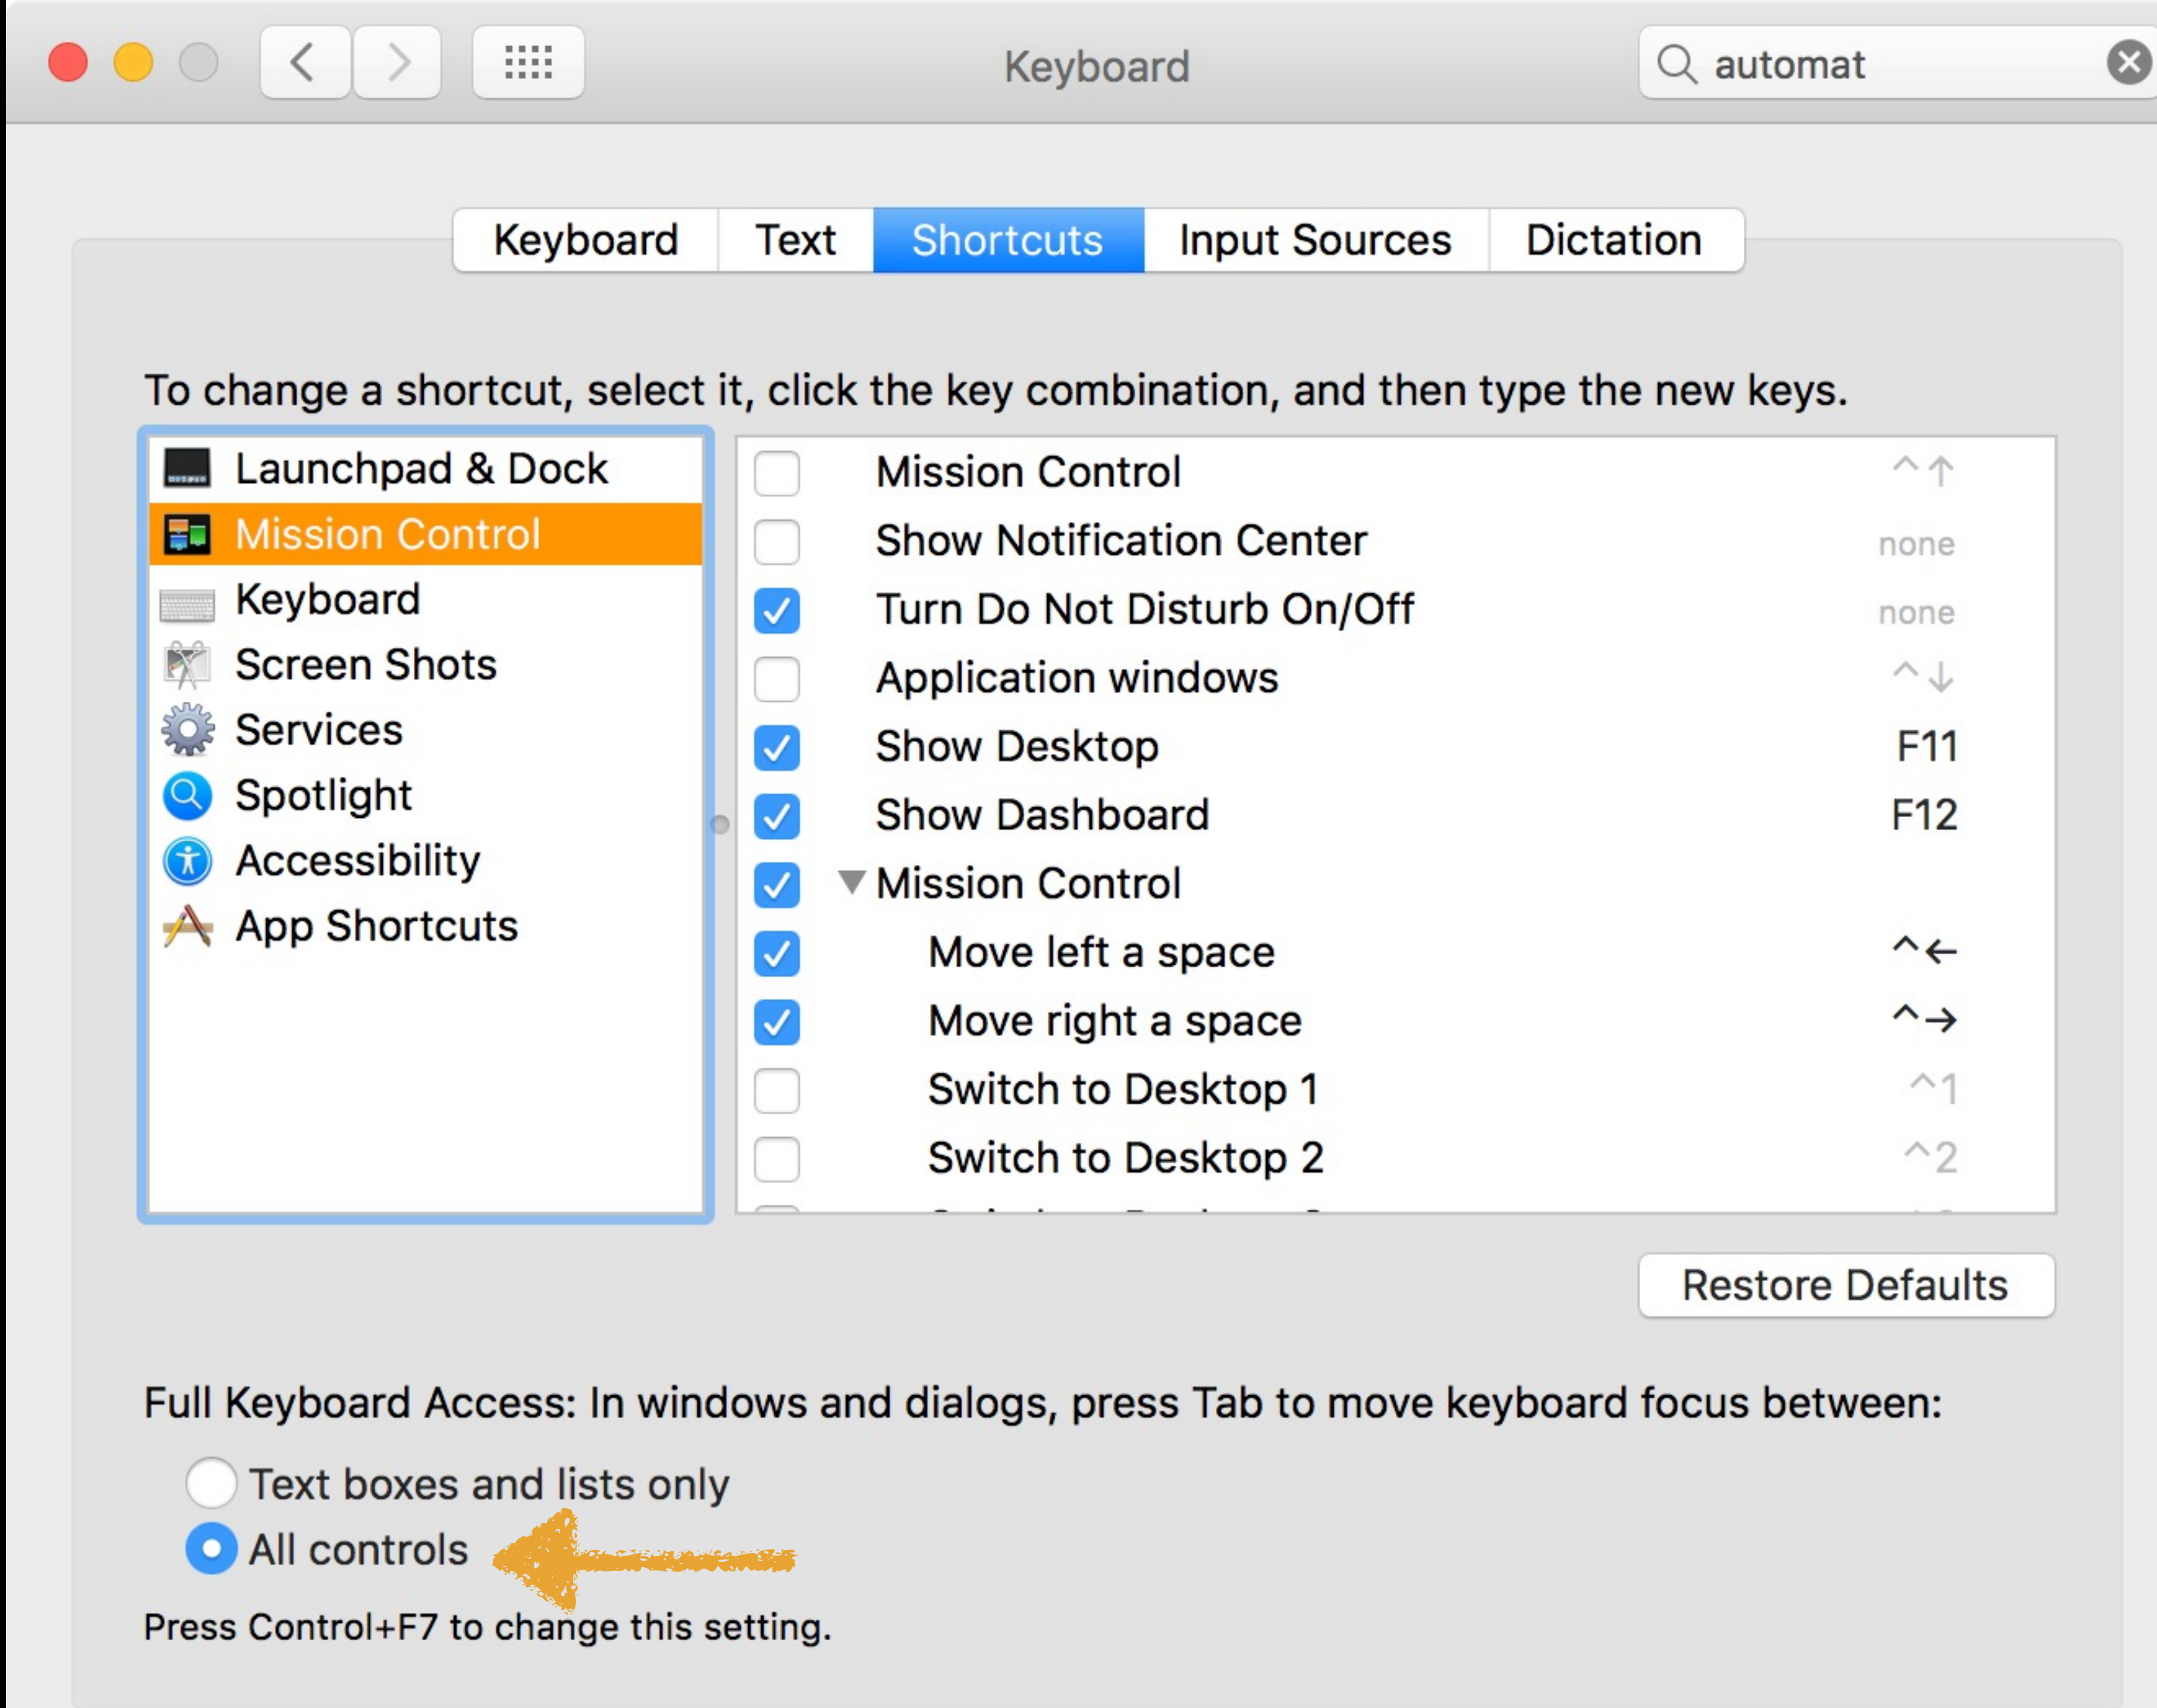 Keyboard
automat
Keyboard Text Shortcuts Input Sources Dictation
To change a shortcut, select it, click the key combination, and then type the new keys.
Launchpad & Dock
Mission Control
Keyboard
Screen Shots
Services
Spotlight
Accessibility
App Shortcuts
Mission Control ^↑
Show Notification Center none
Turn Do Not Disturb On/Off none
Application windows ^↓
Show Desktop F11
Show Dashboard F12
Mission Control
Move left a space ^←
Move right a space ^→
Switch to Desktop 1 ^1
Switch to Desktop 2 ^2
Restore Defaults
Full Keyboard Access: In windows and dialogs, press Tab to move keyboard focus between:
Text boxes and lists only
All controls
Press Control+F7 to change this setting.